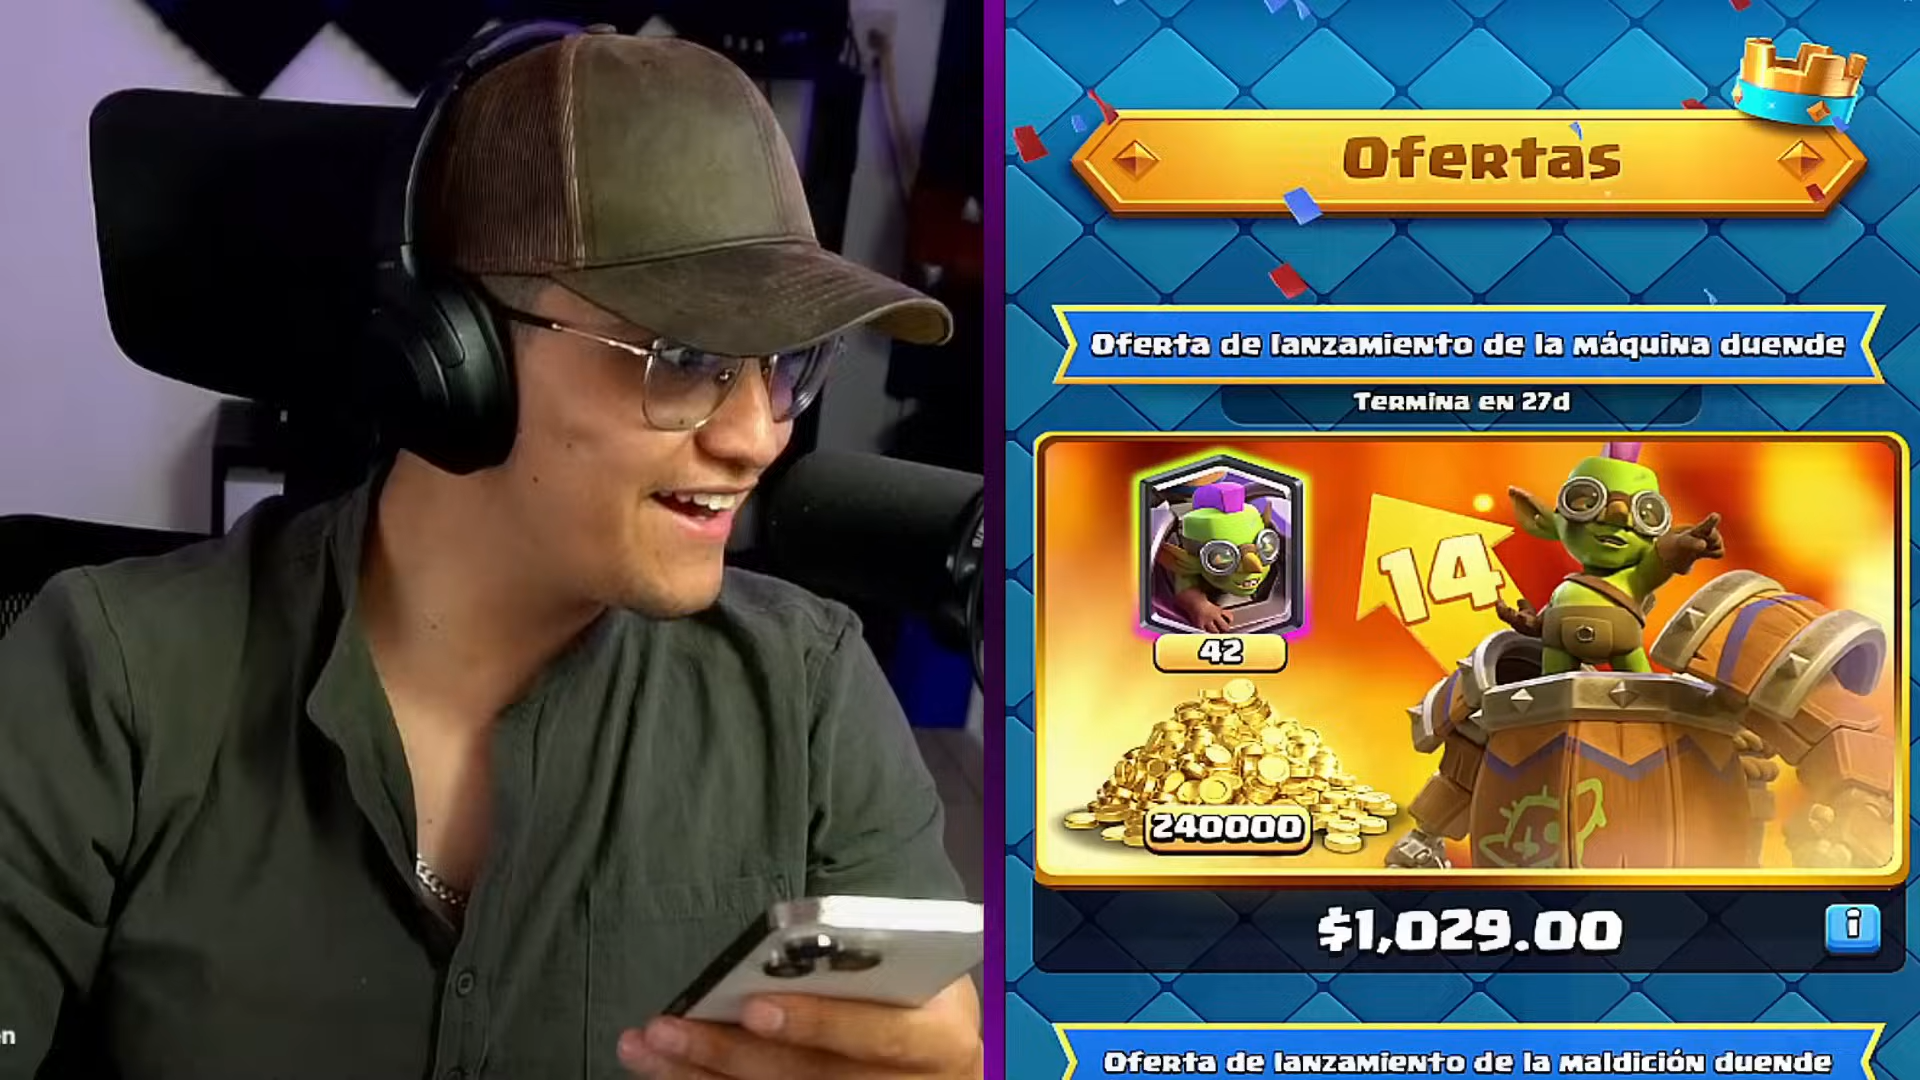 Ofertas
Oferta de lanzamiento de la máquina duende
Termina en 27d
14
42
240000
$1,029.00
i
Oferta de lanzamiento de la maldición duende